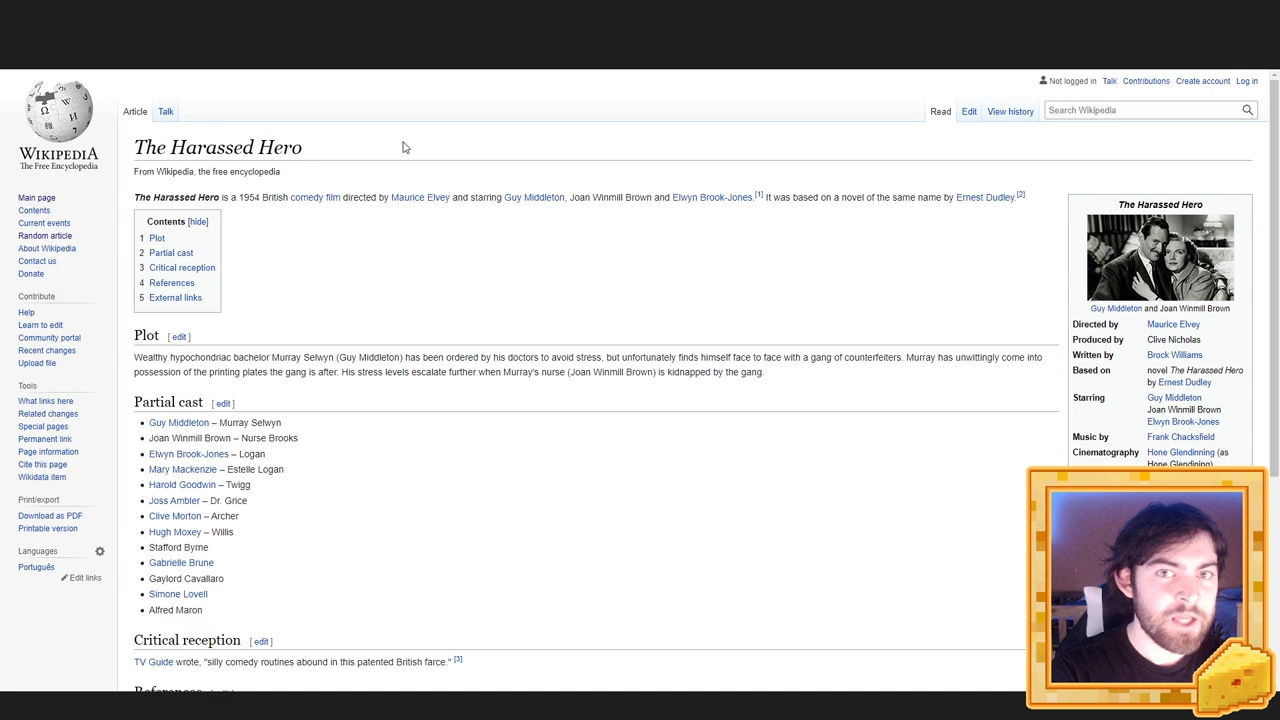 Not logged in Talk Contributions Create account Log in
Article Talk
Read Edit View history Search Wikipedia
WIKIPEDIA
The Free Encyclopedia
The Harassed Hero
From Wikipedia, the free encyclopedia
Main page
Contents
Current events
Random article
About Wikipedia
Contact us
Donate
Contribute
Help
Learn to edit
Community portal
Recent changes
Upload file
Tools
What links here
Related changes
Special pages
Permanent link
Page information
Cite this page
Wikidata item
Print/export
Download as PDF
Printable version
Languages
Português
Edit links
The Harassed Hero is a 1954 British comedy film directed by Maurice Elvey and starring Guy Middleton, Joan Winmill Brown and Elwyn Brook-Jones.[1] It was based on a novel of the same name by Ernest Dudley.[2]
Contents [hide]
1 Plot
2 Partial cast
3 Critical reception
4 References
5 External links
Plot [ edit ]
Wealthy hypochondriac bachelor Murray Selwyn (Guy Middleton) has been ordered by his doctors to avoid stress, but unfortunately finds himself face to face with a gang of counterfeiters. Murray has unwittingly come into
possession of the printing plates the gang is after. His stress levels escalate further when Murray's nurse (Joan Winmill Brown) is kidnapped by the gang.
Partial cast [ edit ]
• Guy Middleton – Murray Selwyn
• Joan Winmill Brown – Nurse Brooks
• Elwyn Brook-Jones – Logan
• Mary Mackenzie – Estelle Logan
• Harold Goodwin – Twigg
• Joss Ambler – Dr. Grice
• Clive Morton – Archer
• Hugh Moxey – Willis
• Stafford Byrne
• Gabrielle Brune
• Gaylord Cavallaro
• Simone Lovell
• Alfred Maron
Critical reception [ edit ]
TV Guide wrote, "silly comedy routines abound in this patented British farce." [3]
References
The Harassed Hero
Guy Middleton and Joan Winmill Brown
Directed by Maurice Elvey
Produced by Clive Nicholas
Written by Brock Williams
Based on novel The Harassed Hero
by Ernest Dudley
Starring Guy Middleton
Joan Winmill Brown
Elwyn Brook-Jones
Music by Frank Chacksfield
Cinematography Hone Glendinning (as
Hone Glendining)